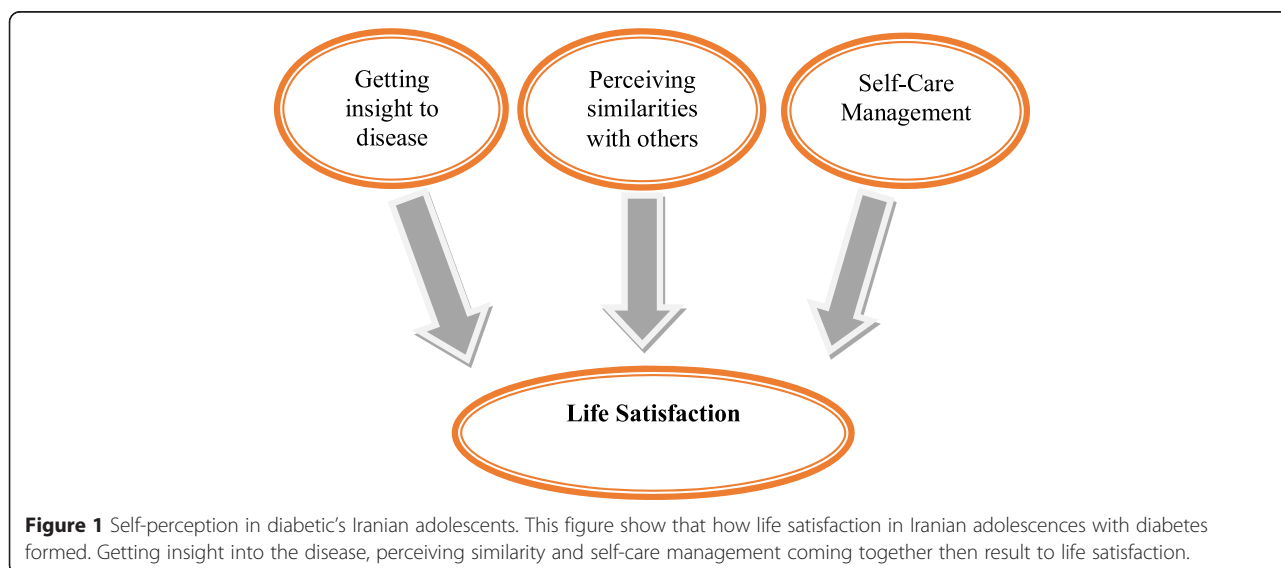 Getting
insight to
disease
Perceiving
similarities
with others
Self-Care
Management
Life Satisfaction
Figure 1 Self-perception in diabetic's Iranian adolescents. This figure show that how life satisfaction in Iranian adolescences with diabetes
formed. Getting insight into the disease, perceiving similarity and self-care management coming together then result to life satisfaction.